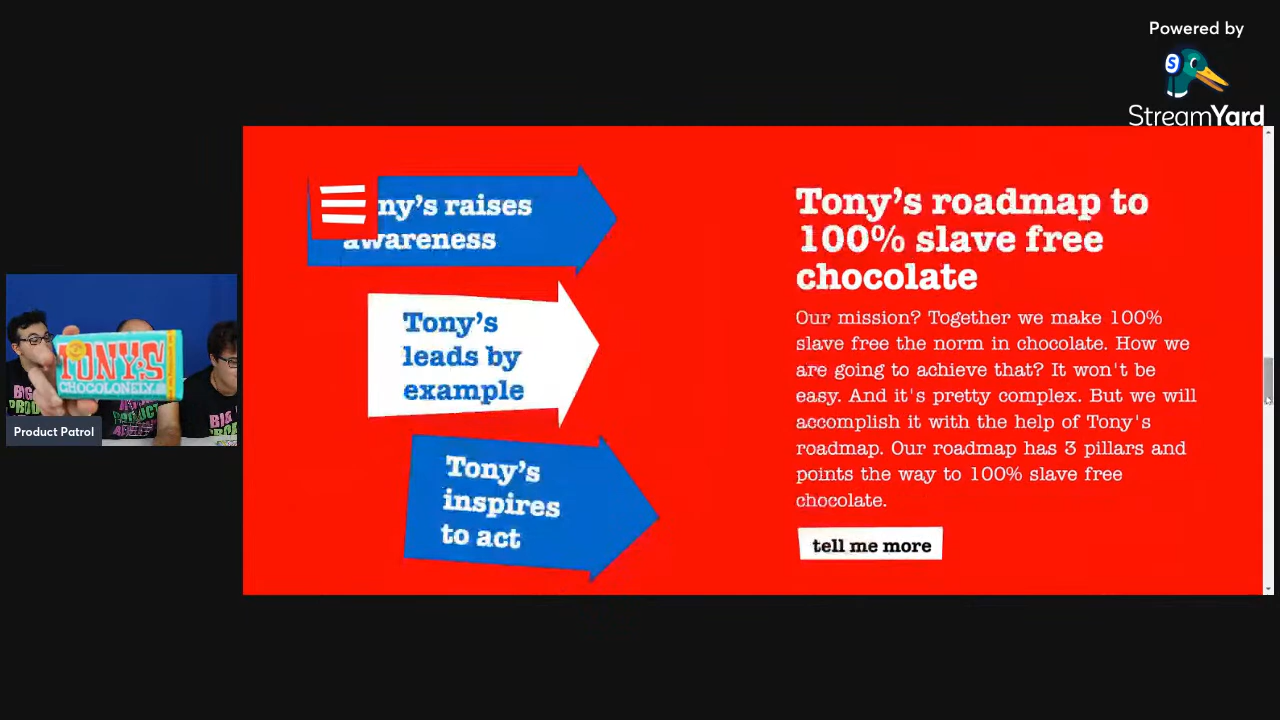 Powered by
StreamYard
ny's raises
awareness
Tony's
leads by
example
Tony's
inspires
to act
Tony's roadmap to
100% slave free
chocolate
Our mission? Together we make 100%
slave free the norm in chocolate. How we
are going to achieve that? It won't be
easy. And it's pretty complex. But we will
accomplish it with the help of Tony's
roadmap. Our roadmap has 3 pillars and
points the way to 100% slave free
chocolate.
tell me more
TONY'S
CHOCOLONELY
Product Patrol